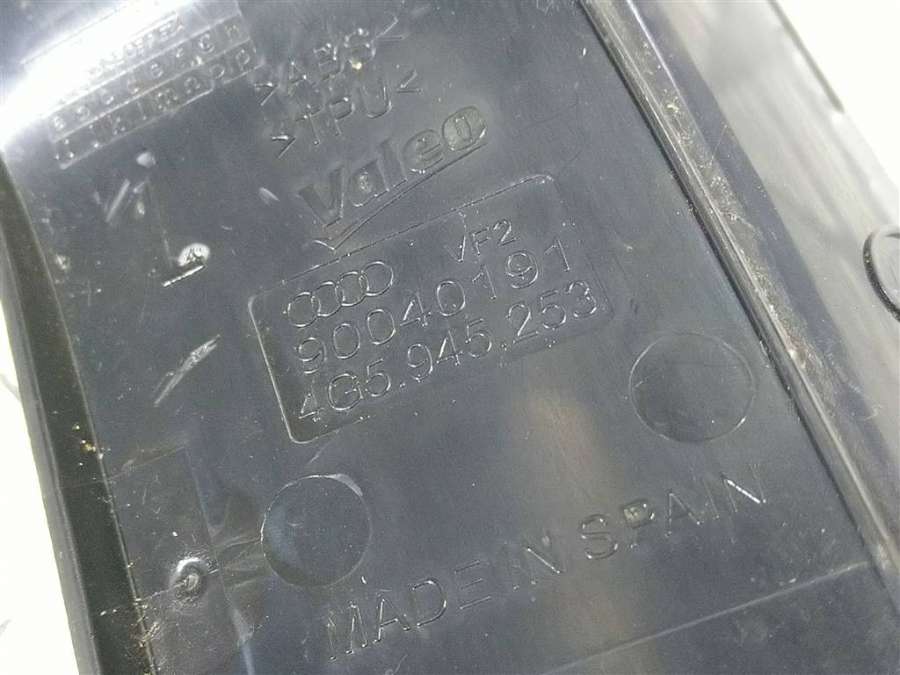 >ABS
>TPU<
Valeo
VF2
90040191
4G5.945.253
MADE IN SPAIN